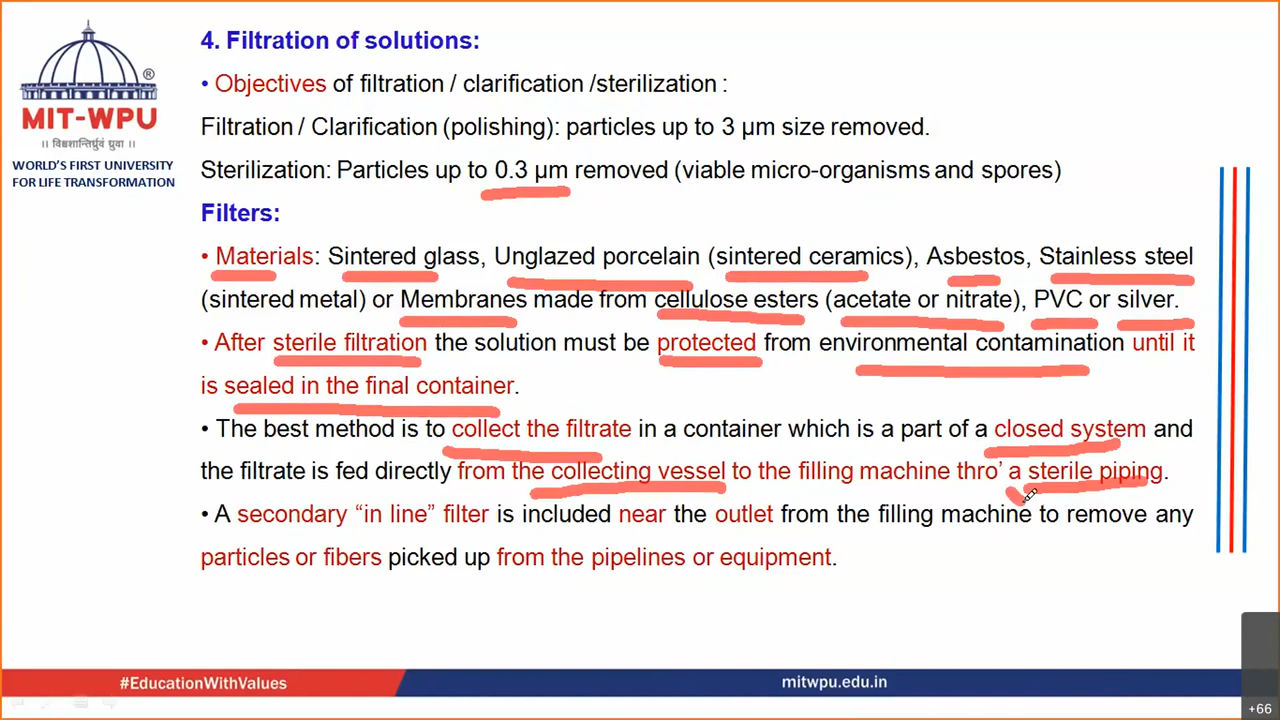 4. Filtration of solutions:
• Objectives of filtration / clarification /sterilization :
Filtration / Clarification (polishing): particles up to 3 µm size removed.
Sterilization: Particles up to 0.3 µm removed (viable micro-organisms and spores)
Filters:
• Materials: Sintered glass, Unglazed porcelain (sintered ceramics), Asbestos, Stainless steel
(sintered metal) or Membranes made from cellulose esters (acetate or nitrate), PVC or silver.
• After sterile filtration the solution must be protected from environmental contamination until it
is sealed in the final container.
• The best method is to collect the filtrate in a container which is a part of a closed system and
the filtrate is fed directly from the collecting vessel to the filling machine thro’ a sterile piping.
• A secondary “in line” filter is included near the outlet from the filling machine to remove any
particles or fibers picked up from the pipelines or equipment.
®
MIT-WPU
|| विश्वशान्तिर्ध्रुवं ध्रुवा ||
WORLD’S FIRST UNIVERSITY
FOR LIFE TRANSFORMATION
#EducationWithValues
mitwpu.edu.in
+66